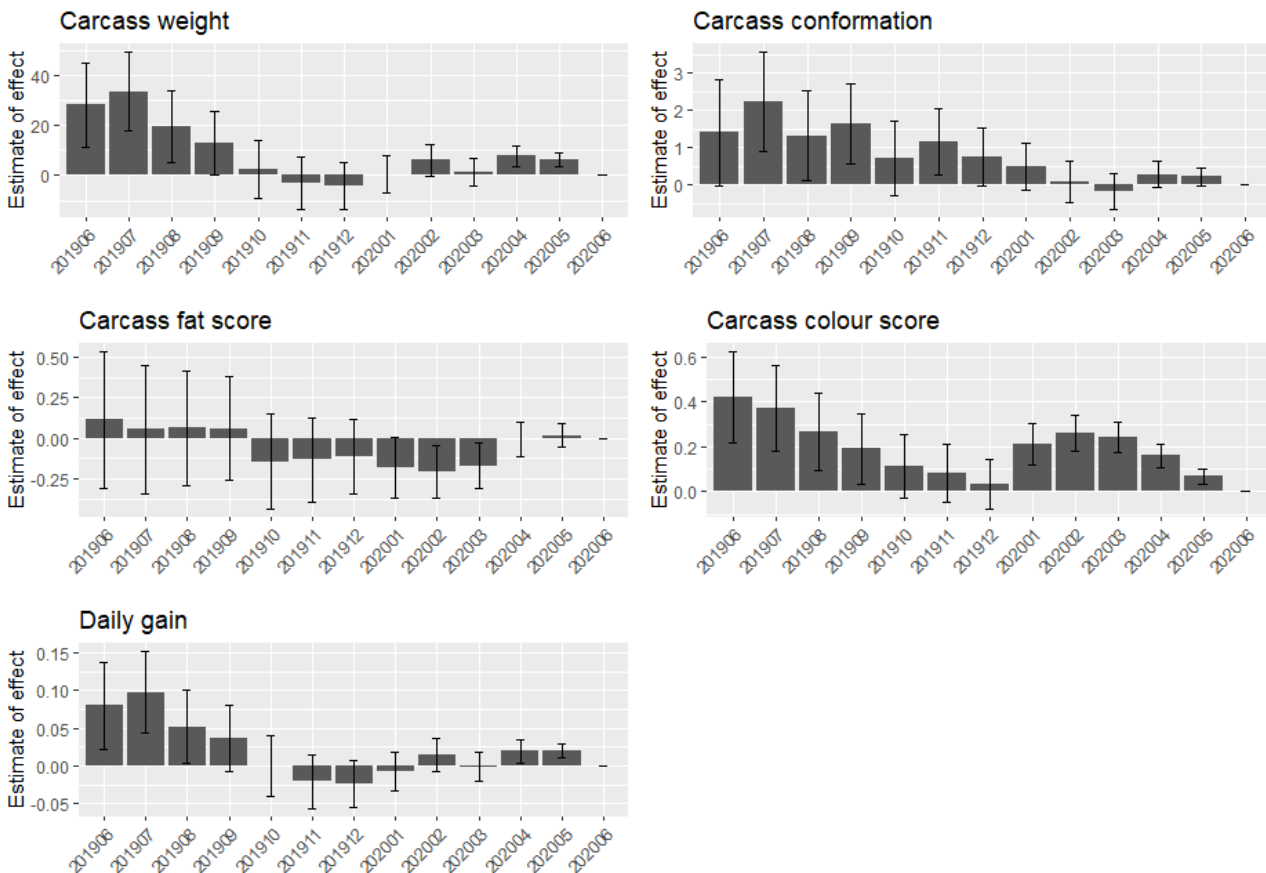 Carcass weight
Estimate of effect
40
20
0
201906 201907 201908 201909 201910 201911 201912 202001 202002 202003 202004 202005 202006
Carcass conformation
Estimate of effect
3
2
1
0
201906 201907 201908 201909 201910 201911 201912 202001 202002 202003 202004 202005 202006
Carcass fat score
Estimate of effect
0.50
0.25
0.00
-0.25
201906 201907 201908 201909 201910 201911 201912 202001 202002 202003 202004 202005 202006
Carcass colour score
Estimate of effect
0.6
0.4
0.2
0.0
201906 201907 201908 201909 201910 201911 201912 202001 202002 202003 202004 202005 202006
Daily gain
Estimate of effect
0.15
0.10
0.05
0.00
-0.05
201906 201907 201908 201909 201910 201911 201912 202001 202002 202003 202004 202005 202006